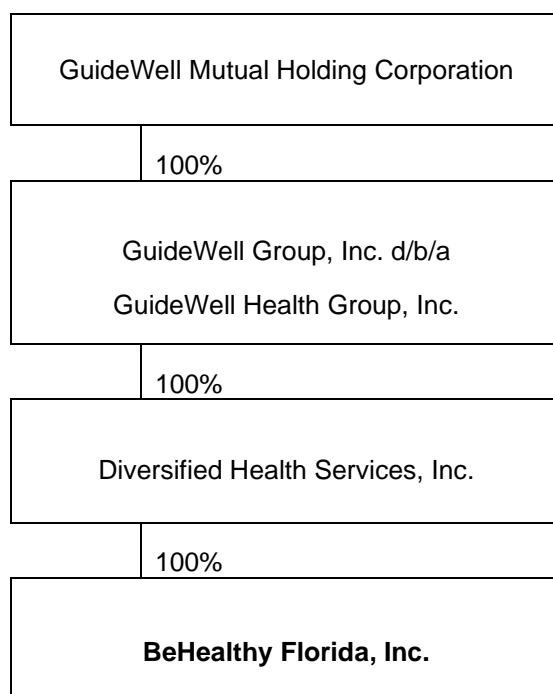 GuideWell Mutual Holding Corporation
100%
GuideWell Group, Inc. d/b/a
GuideWell Health Group, Inc.
100%
Diversified Health Services, Inc.
100%
BeHealthy Florida, Inc.